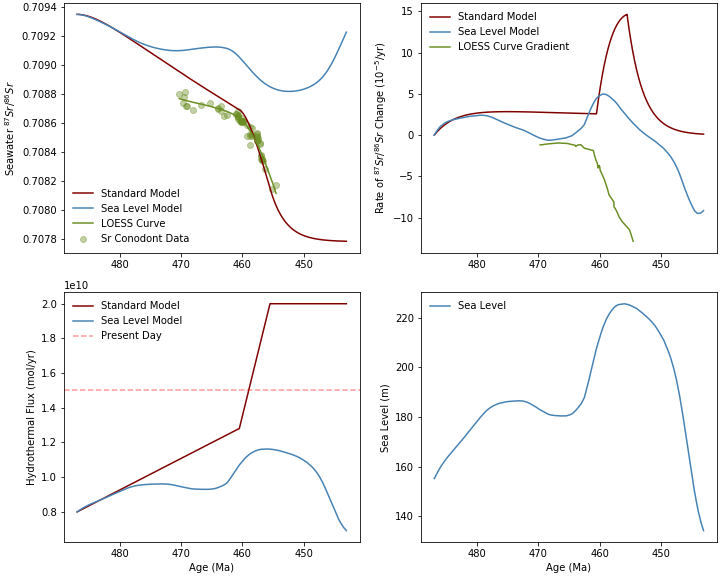 0.7094
0.7092
0.7090
0.7088
0.7086
0.7084
0.7082
0.7080
0.7078
Seawater ⁸⁷Sr/⁸⁶Sr
Standard Model
Sea Level Model
LOESS Curve
Sr Conodont Data
480 470 460 450
15
10
5
0
−5
−10
Rate of ⁸⁷Sr/⁸⁶Sr Change (10⁻⁵/yr)
Standard Model
Sea Level Model
LOESS Curve Gradient
480 470 460 450
1e10
2.0
1.8
1.6
1.4
1.2
1.0
0.8
Hydrothermal Flux (mol/yr)
Standard Model
Sea Level Model
Present Day
480 470 460 450
Age (Ma)
220
200
180
160
140
Sea Level (m)
Sea Level
480 470 460 450
Age (Ma)